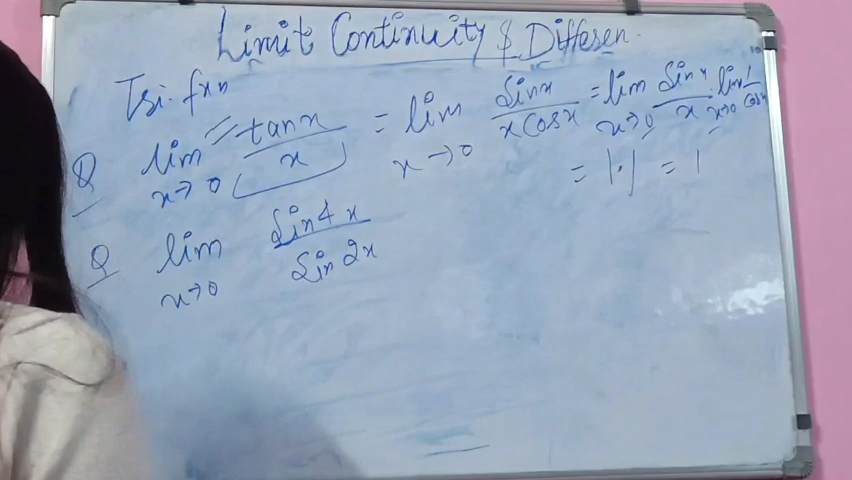 Limit Continuity & Differen.
Tri. fxn
Q lim x→0 tanx/x = lim x→0 sinx/x cosx = lim x→0 sinx/x . lim x→0 1/cosx
= 1.1 = 1
Q lim x→0 sin4x/sin2x